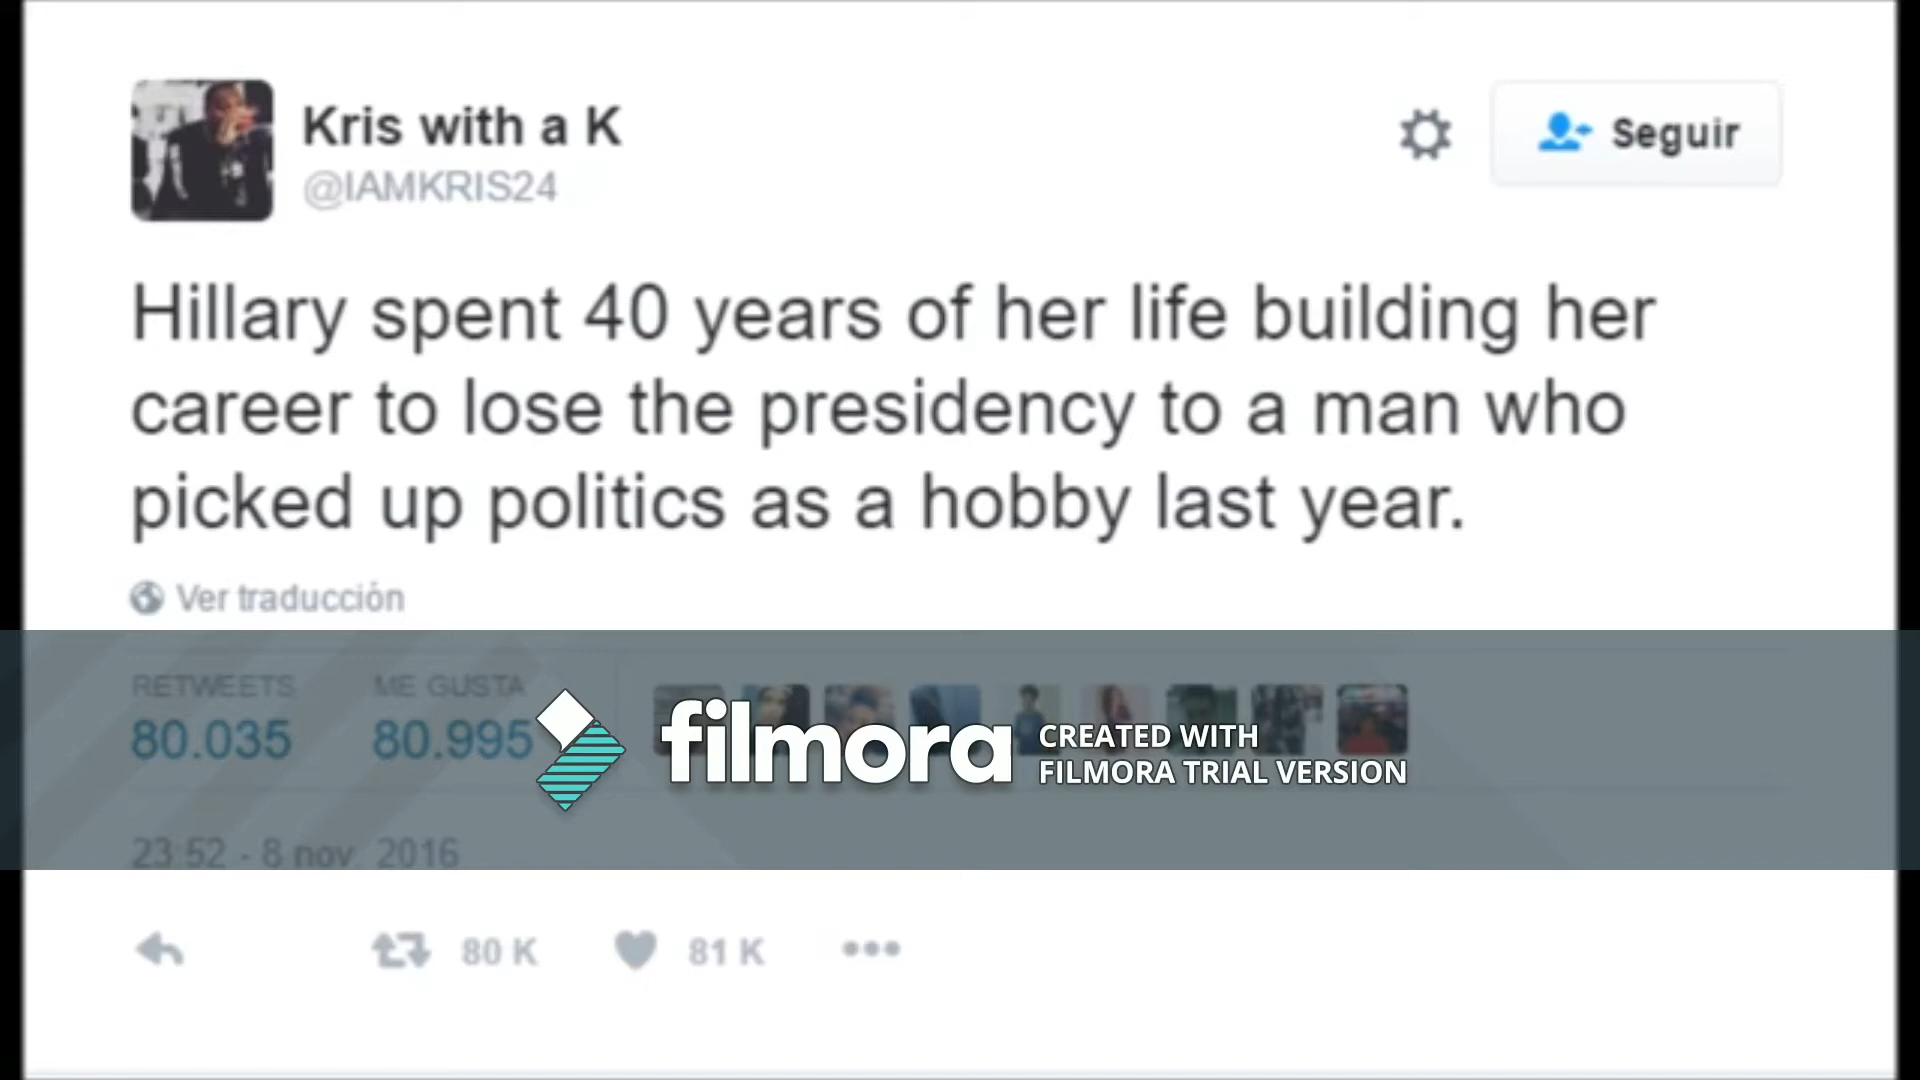 Kris with a K
@IAMKRIS24
Seguir
Hillary spent 40 years of her life building her
career to lose the presidency to a man who
picked up politics as a hobby last year.
Ver traducción
RETWEETS ME GUSTA
80.035 80.995
filmora
CREATED WITH
FILMORA TRIAL VERSION
23:52 - 8 nov. 2016
80 K 81 K